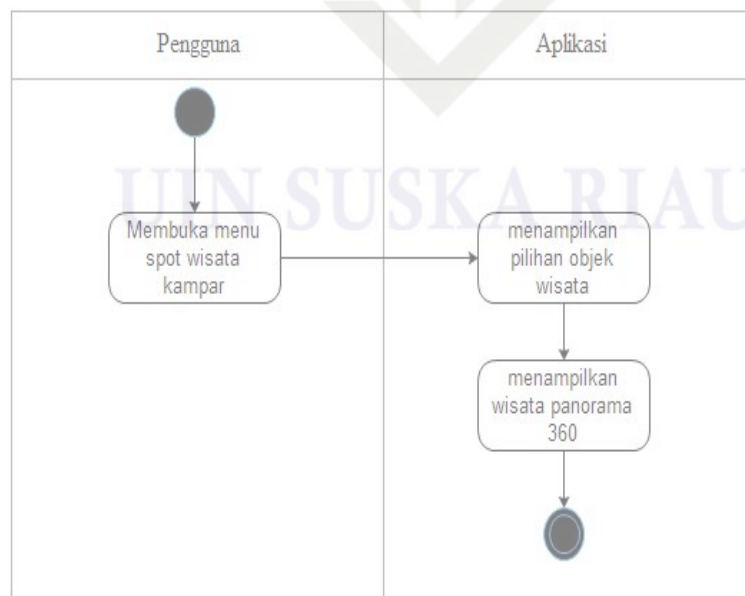 Pengguna
Aplikasi
UIN SUSKA RIAU
Membuka menu
spot wisata
kampar
menampilkan
pilihan objek
wisata
menampilkan
wisata panorama
360